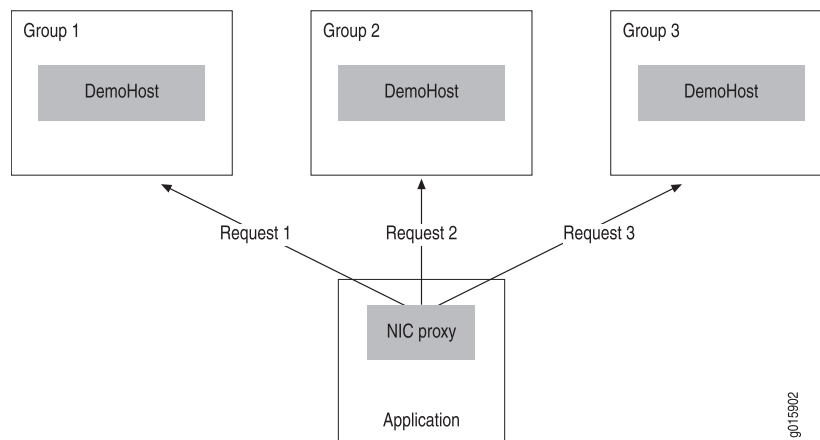 Group 1
Group 2
Group 3
DemoHost
DemoHost
DemoHost
Request 1
Request 2
Request 3
NIC proxy
Application
g015902